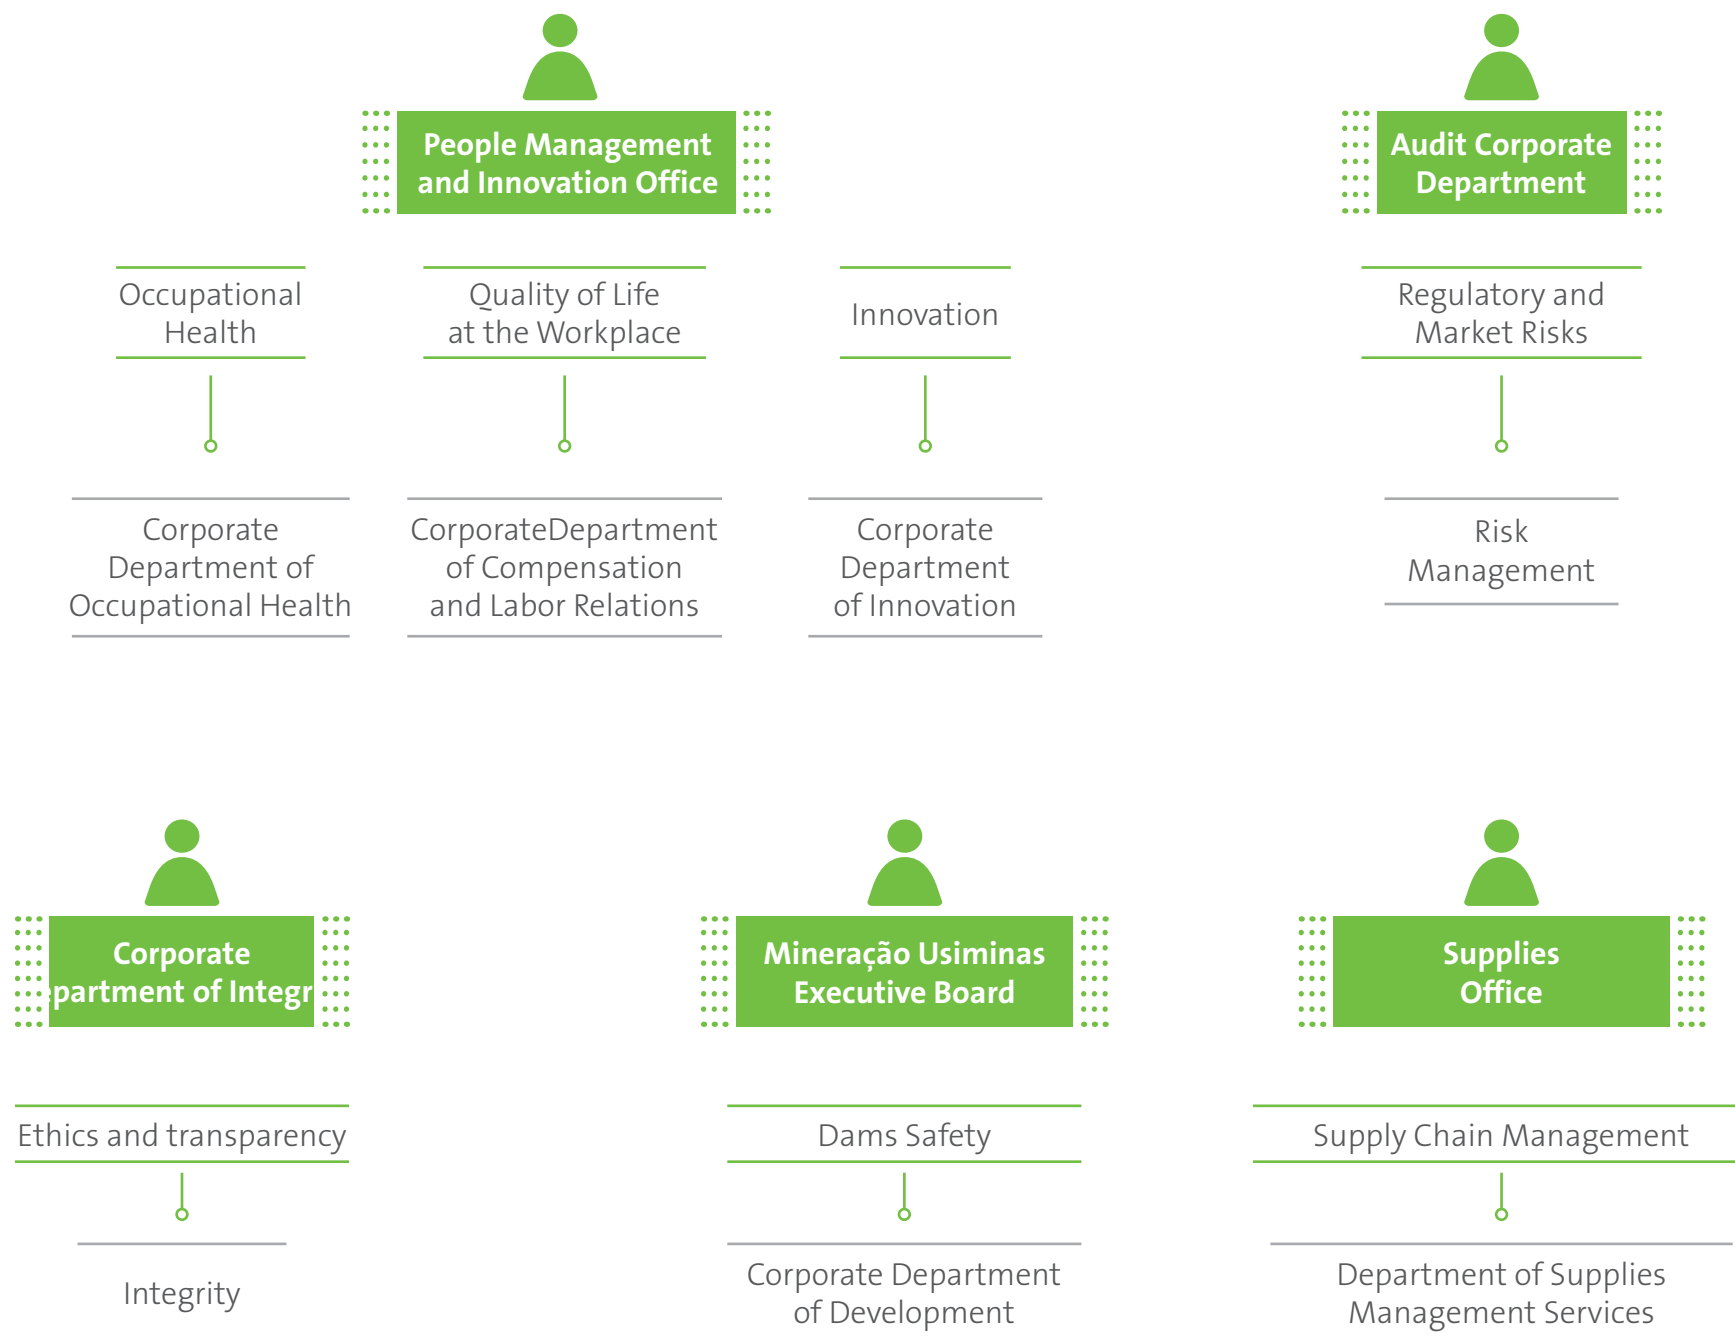 People Management
and Innovation Office
Audit Corporate
Department
Occupational
Health
Quality of Life
at the Workplace
Innovation
Regulatory and
Market Risks
Corporate
Department of
Occupational Health
CorporateDepartment
of Compensation
and Labor Relations
Corporate
Department
of Innovation
Risk
Management
Corporate
epartment of Integr
Mineração Usiminas
Executive Board
Supplies
Office
Ethics and transparency
Dams Safety
Supply Chain Management
Integrity
Corporate Department
of Development
Department of Supplies
Management Services